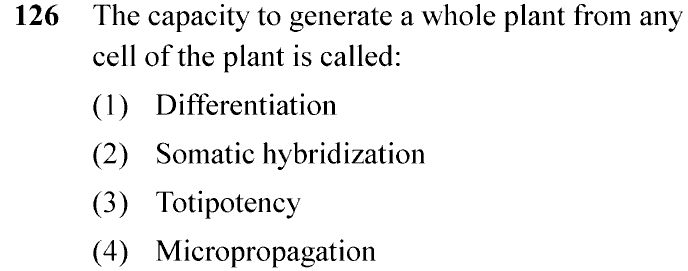 126 The capacity to generate a whole plant from any
cell of the plant is called:
(1) Differentiation
(2) Somatic hybridization
(3) Totipotency
(4) Micropropagation